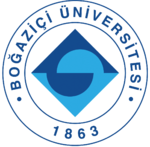 • BOĞAZİÇİ ÜNİVERSİTESİ •
1863